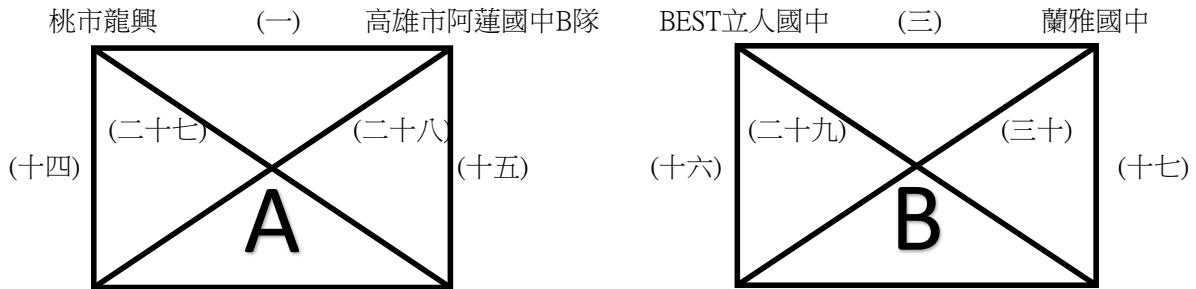 桃市龍興 (一) 高雄市阿蓮國中B隊 BEST立人國中 (三) 蘭雅國中
(二十七) (二十八) (二十九) (三十)
(十四) (十五) (十六) (十七)
A B